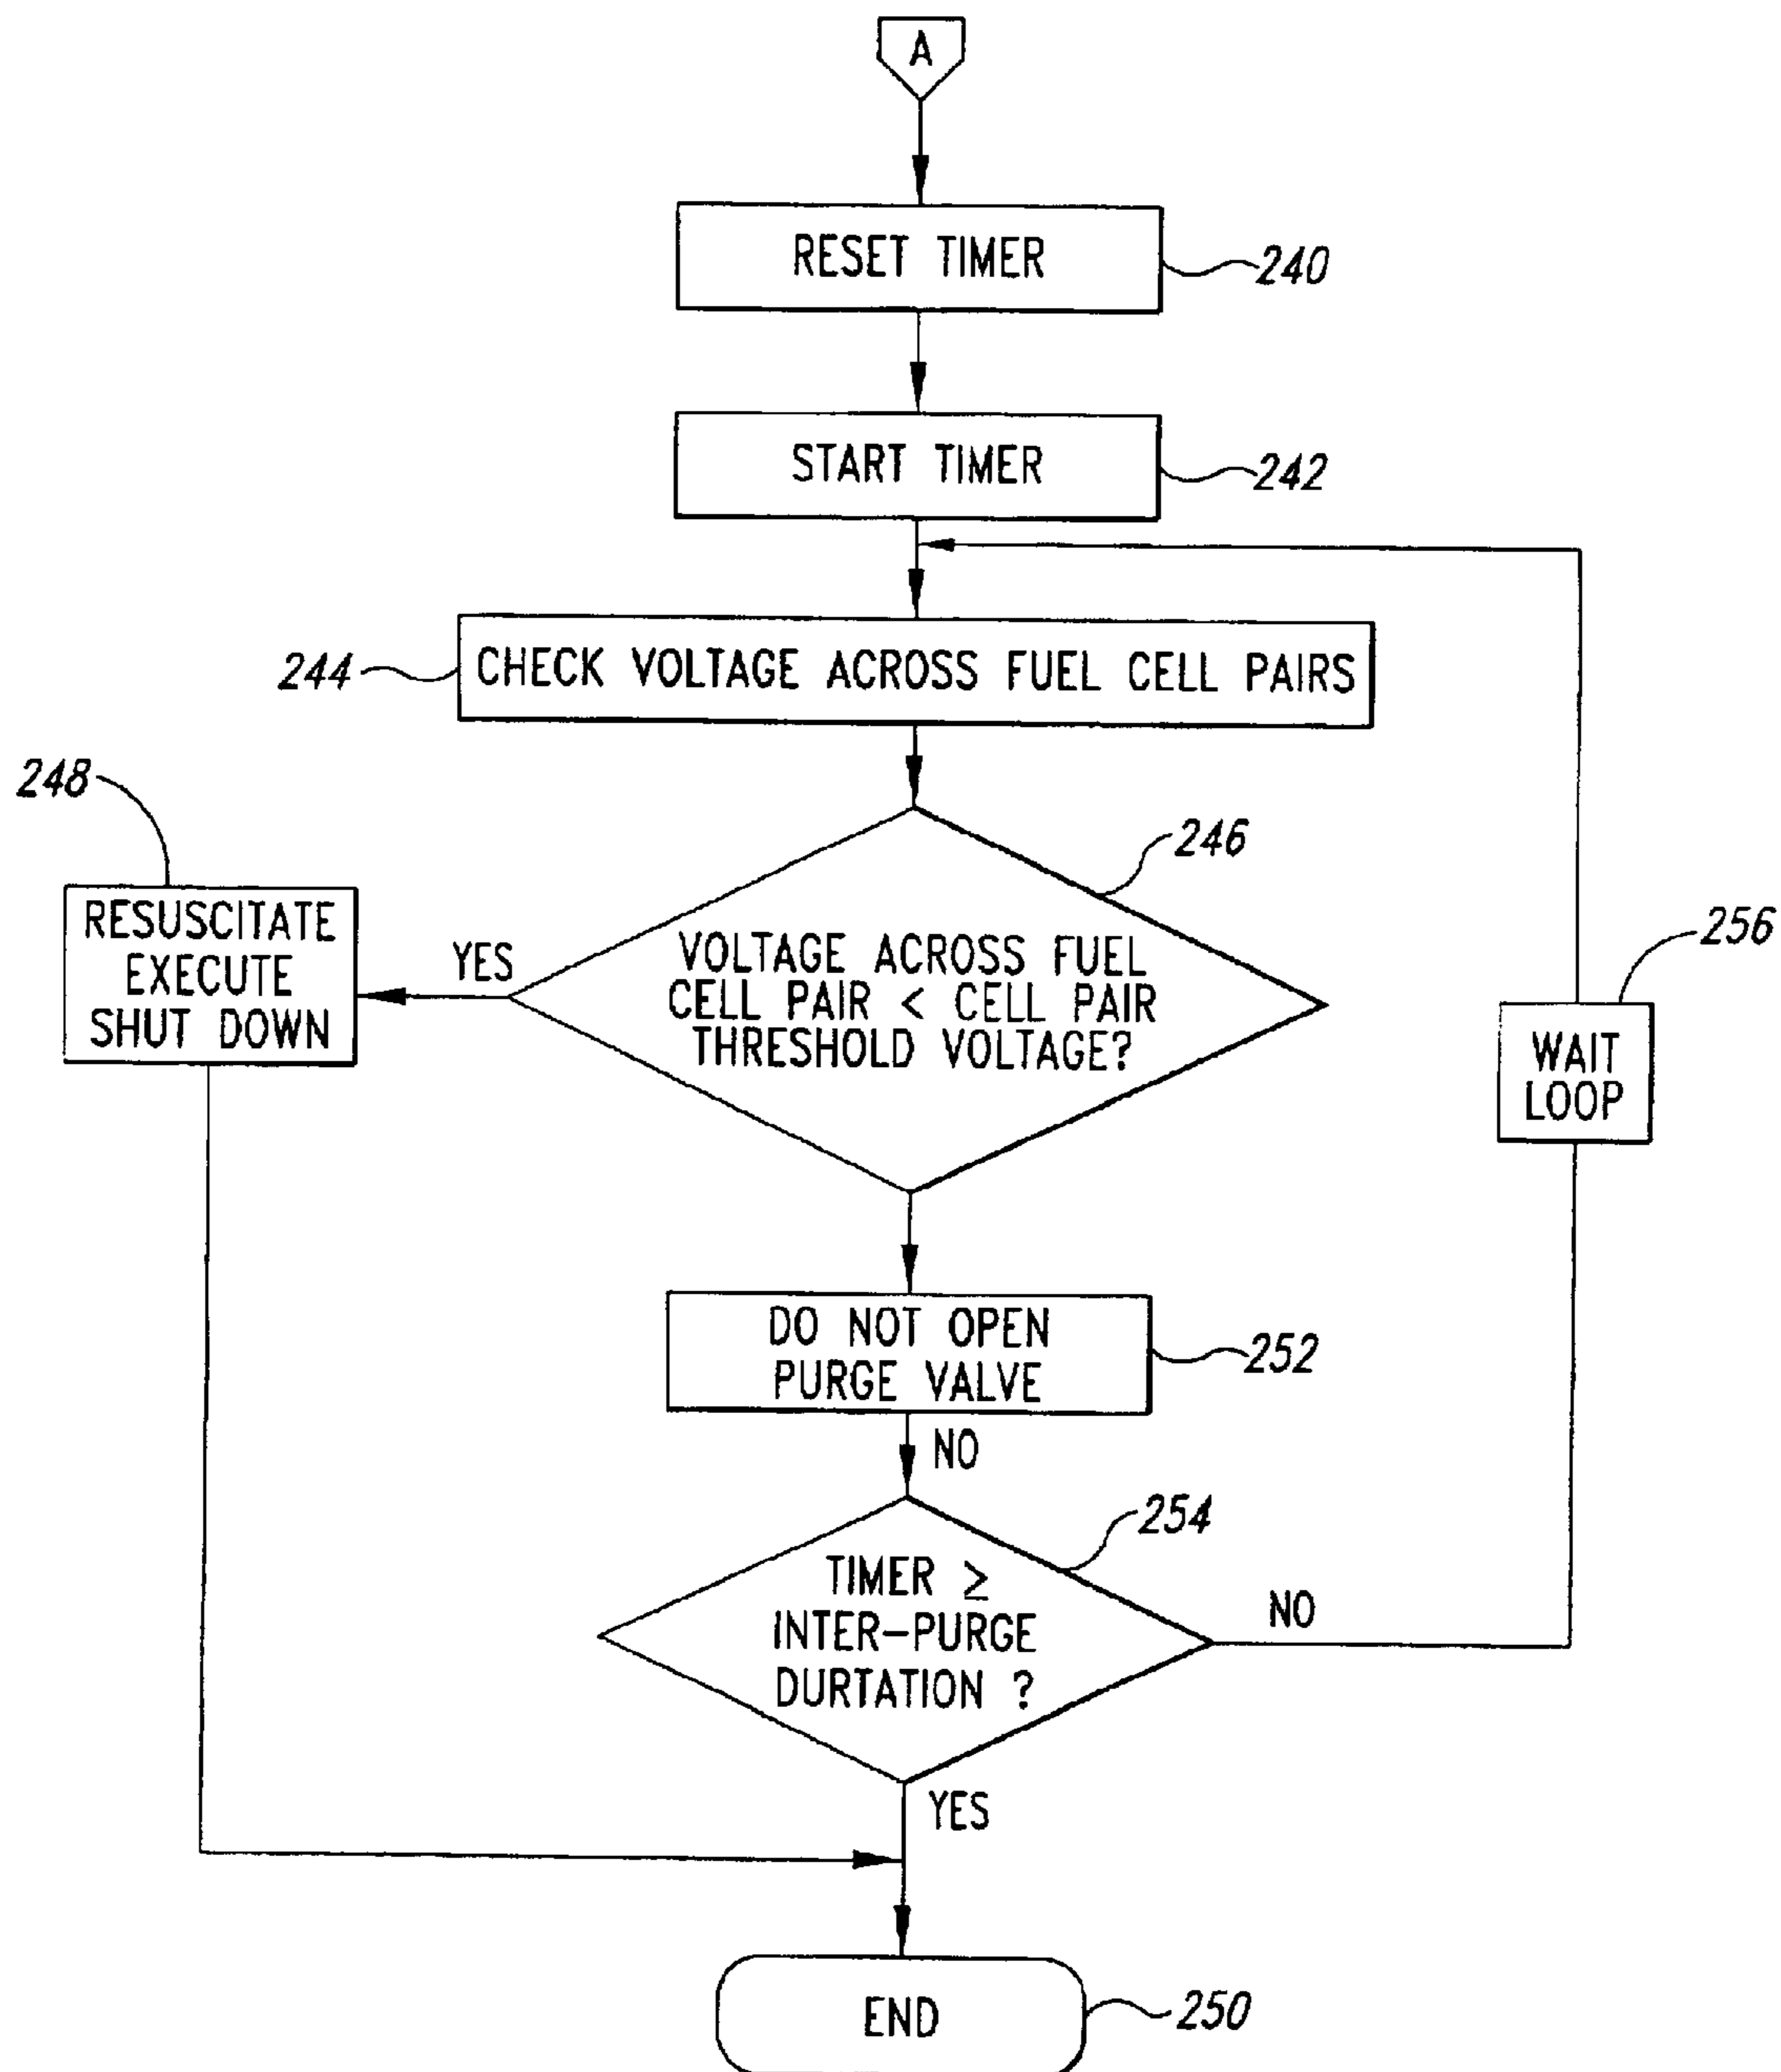 A
RESET TIMER
240
START TIMER
242
244
CHECK VOLTAGE ACROSS FUEL CELL PAIRS
248
246
RESUSCITATE
EXECUTE
SHUT DOWN
YES
VOLTAGE ACROSS FUEL
CELL PAIR < CELL PAIR
THRESHOLD VOLTAGE?
256
WAIT
LOOP
DO NOT OPEN
PURGE VALVE
252
NO
254
TIMER ≥
INTER-PURGE
DURTATION ?
NO
YES
END
250